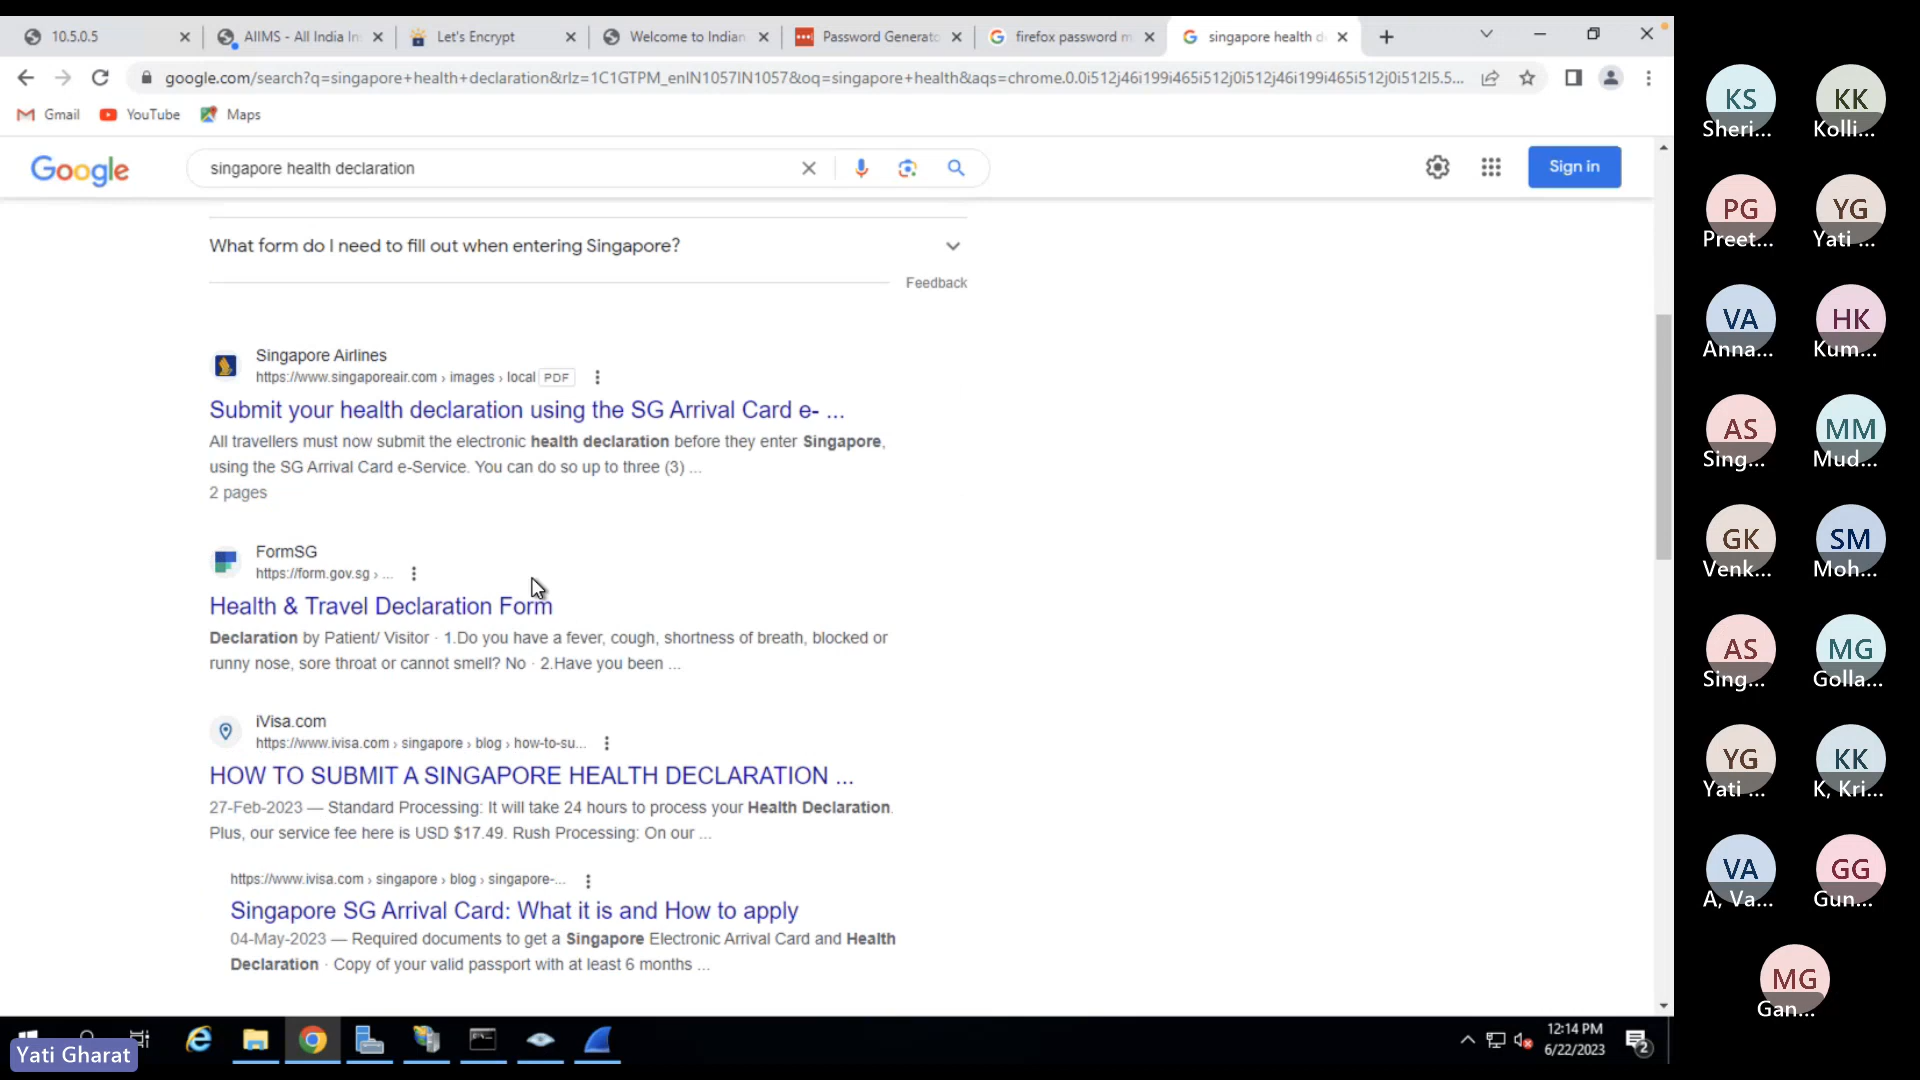 10.5.0.5
AIIMS - All India In
Let's Encrypt
Welcome to Indian
Password Generato
firefox password m
singapore health d
google.com/search?q=singapore+health+declaration&rlz=1C1GTPM_enIN1057IN1057&oq=singapore+health&aqs=chrome.0.0i512j46i199i465i512j0i512j46i199i465i512j0i512l5.5...
Gmail
YouTube
Maps
Google
singapore health declaration
Sign in
What form do I need to fill out when entering Singapore?
Feedback
Singapore Airlines
https://www.singaporeair.com › images › local PDF
Submit your health declaration using the SG Arrival Card e- ...
All travellers must now submit the electronic health declaration before they enter Singapore,
using the SG Arrival Card e-Service. You can do so up to three (3) ...
2 pages
FormSG
https://form.gov.sg › ...
Health & Travel Declaration Form
Declaration by Patient/ Visitor · 1.Do you have a fever, cough, shortness of breath, blocked or
runny nose, sore throat or cannot smell? No · 2.Have you been ...
iVisa.com
https://www.ivisa.com › singapore › blog › how-to-su...
HOW TO SUBMIT A SINGAPORE HEALTH DECLARATION ...
27-Feb-2023 — Standard Processing: It will take 24 hours to process your Health Declaration.
Plus, our service fee here is USD $17.49. Rush Processing: On our ...
https://www.ivisa.com › singapore › blog › singapore-...
Singapore SG Arrival Card: What it is and How to apply
04-May-2023 — Required documents to get a Singapore Electronic Arrival Card and Health
Declaration · Copy of your valid passport with at least 6 months ...
Yati Gharat
12:14 PM
6/22/2023
2
KS
Sheri...
KK
Kolli...
PG
Preet...
YG
Yati ...
VA
Anna...
HK
Kum...
AS
Sing...
MM
Mud...
GK
Venk...
SM
Moh...
AS
Sing...
MG
Golla...
YG
Yati ...
KK
K, Kri...
VA
A, Va...
GG
Gun...
MG
Gan...